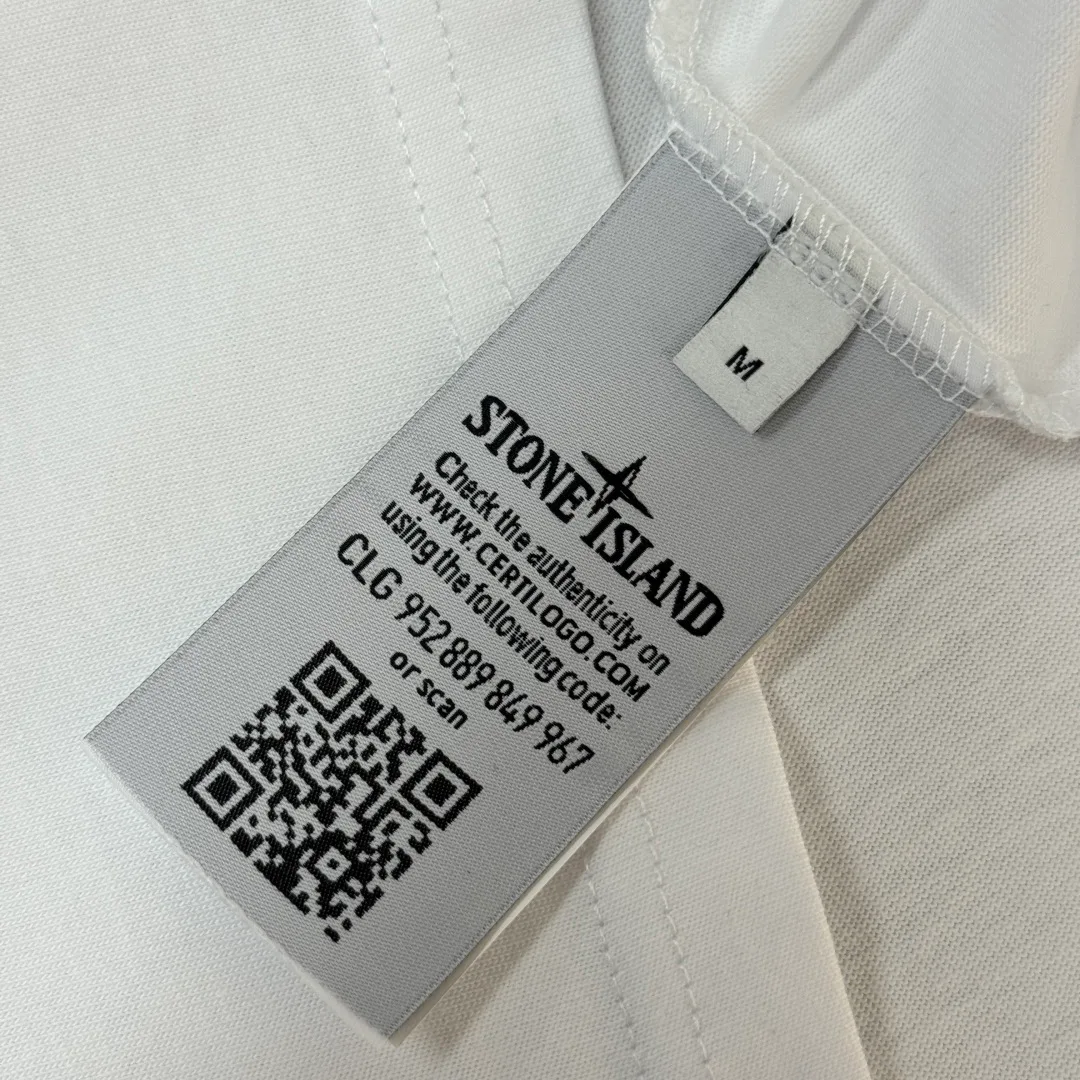 M
STONE ISLAND
Check the authenticity on
WWW.CERTILOGO.COM
using the following code:
CLG 952 889 849 967
or scan